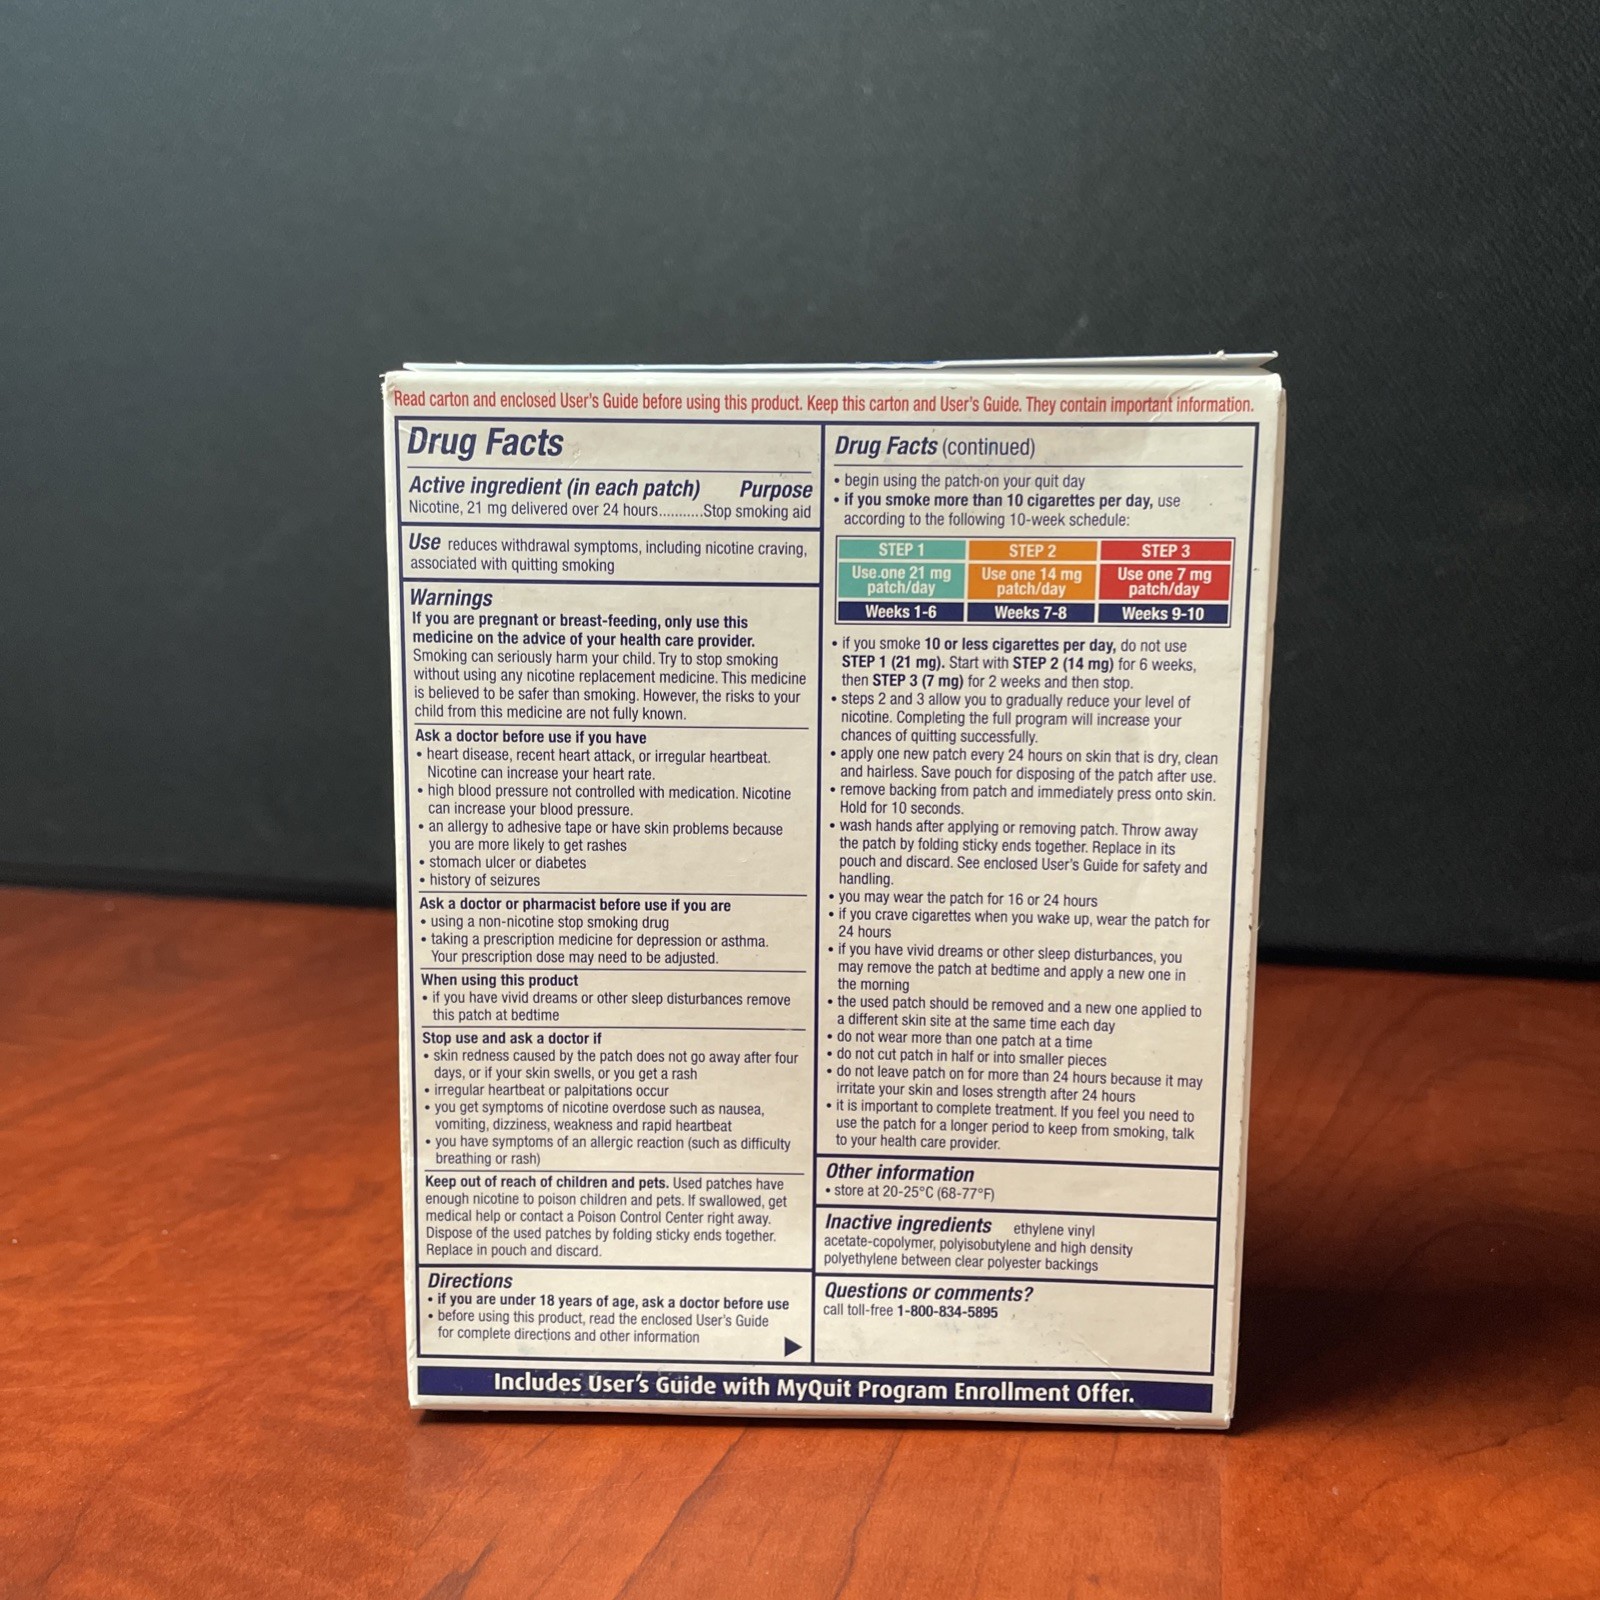 Read carton and enclosed User's Guide before using this product. Keep this carton and User's Guide. They contain important information.
Drug Facts
Active ingredient (in each patch) Purpose
Nicotine, 21 mg delivered over 24 hours..........Stop smoking aid
Use reduces withdrawal symptoms, including nicotine craving,
associated with quitting smoking
Warnings
If you are pregnant or breast-feeding, only use this
medicine on the advice of your health care provider.
Smoking can seriously harm your child. Try to stop smoking
without using any nicotine replacement medicine. This medicine
is believed to be safer than smoking. However, the risks to your
child from this medicine are not fully known.
Ask a doctor before use if you have
• heart disease, recent heart attack, or irregular heartbeat.
Nicotine can increase your heart rate.
• high blood pressure not controlled with medication. Nicotine
can increase your blood pressure.
• an allergy to adhesive tape or have skin problems because
you are more likely to get rashes
• stomach ulcer or diabetes
• history of seizures
Ask a doctor or pharmacist before use if you are
• using a non-nicotine stop smoking drug
• taking a prescription medicine for depression or asthma.
Your prescription dose may need to be adjusted.
When using this product
• if you have vivid dreams or other sleep disturbances remove
this patch at bedtime
Stop use and ask a doctor if
• skin redness caused by the patch does not go away after four
days, or if your skin swells, or you get a rash
• irregular heartbeat or palpitations occur
• you get symptoms of nicotine overdose such as nausea,
vomiting, dizziness, weakness and rapid heartbeat
• you have symptoms of an allergic reaction (such as difficulty
breathing or rash)
Keep out of reach of children and pets. Used patches have
enough nicotine to poison children and pets. If swallowed, get
medical help or contact a Poison Control Center right away.
Dispose of the used patches by folding sticky ends together.
Replace in pouch and discard.
Directions
• if you are under 18 years of age, ask a doctor before use
• before using this product, read the enclosed User's Guide
for complete directions and other information
Drug Facts (continued)
• begin using the patch on your quit day
• if you smoke more than 10 cigarettes per day, use
according to the following 10-week schedule:
STEP 1 STEP 2 STEP 3
Use one 21 mg Use one 14 mg Use one 7 mg
patch/day patch/day patch/day
Weeks 1-6 Weeks 7-8 Weeks 9-10
• if you smoke 10 or less cigarettes per day, do not use
STEP 1 (21 mg). Start with STEP 2 (14 mg) for 6 weeks,
then STEP 3 (7 mg) for 2 weeks and then stop.
• steps 2 and 3 allow you to gradually reduce your level of
nicotine. Completing the full program will increase your
chances of quitting successfully.
• apply one new patch every 24 hours on skin that is dry, clean
and hairless. Save pouch for disposing of the patch after use.
• remove backing from patch and immediately press onto skin.
Hold for 10 seconds.
• wash hands after applying or removing patch. Throw away
the patch by folding sticky ends together. Replace in its
pouch and discard. See enclosed User's Guide for safety and
handling.
• you may wear the patch for 16 or 24 hours
• if you crave cigarettes when you wake up, wear the patch for
24 hours
• if you have vivid dreams or other sleep disturbances, you
may remove the patch at bedtime and apply a new one in
the morning
• the used patch should be removed and a new one applied to
a different skin site at the same time each day
• do not wear more than one patch at a time
• do not cut patch in half or into smaller pieces
• do not leave patch on for more than 24 hours because it may
irritate your skin and loses strength after 24 hours
• it is important to complete treatment. If you feel you need to
use the patch for a longer period to keep from smoking, talk
to your health care provider.
Other information
• store at 20-25°C (68-77°F)
Inactive ingredients ethylene vinyl
acetate-copolymer, polyisobutylene and high density
polyethylene between clear polyester backings
Questions or comments?
call toll-free 1-800-834-5895
Includes User's Guide with MyQuit Program Enrollment Offer.